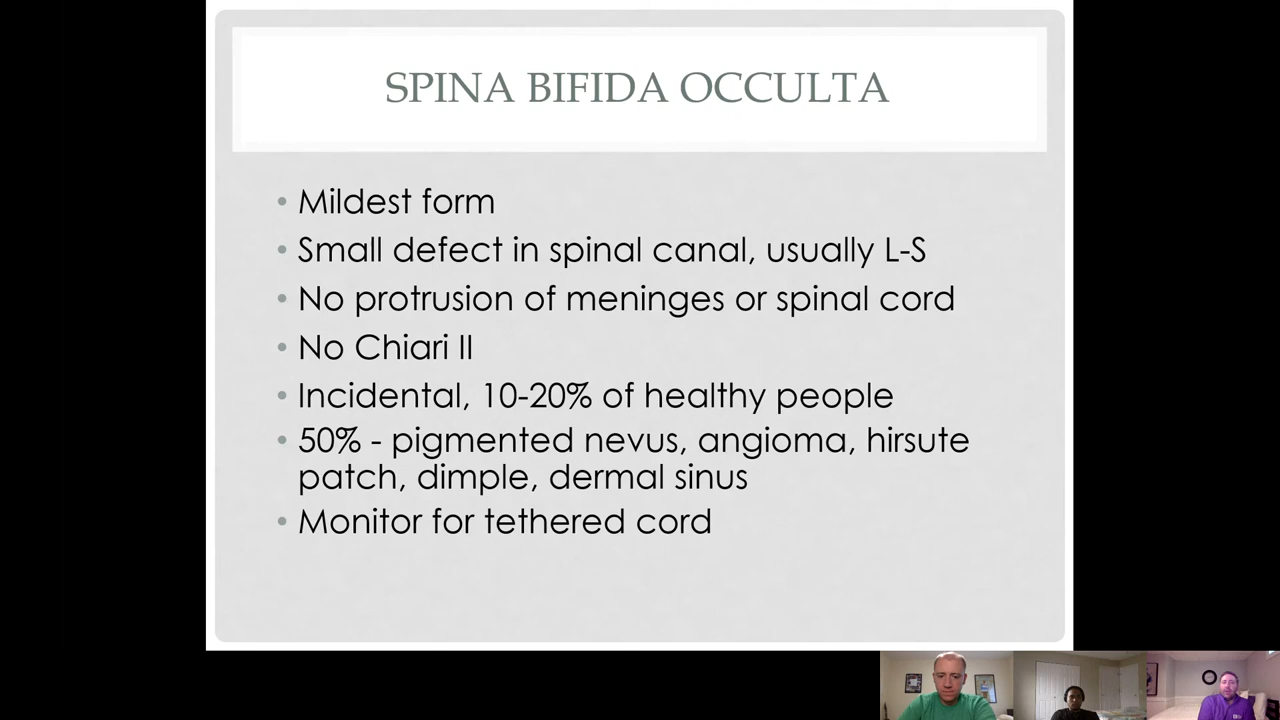 SPINA BIFIDA OCCULTA
• Mildest form
• Small defect in spinal canal, usually L-S
• No protrusion of meninges or spinal cord
• No Chiari II
• Incidental, 10-20% of healthy people
• 50% - pigmented nevus, angioma, hirsute
patch, dimple, dermal sinus
• Monitor for tethered cord